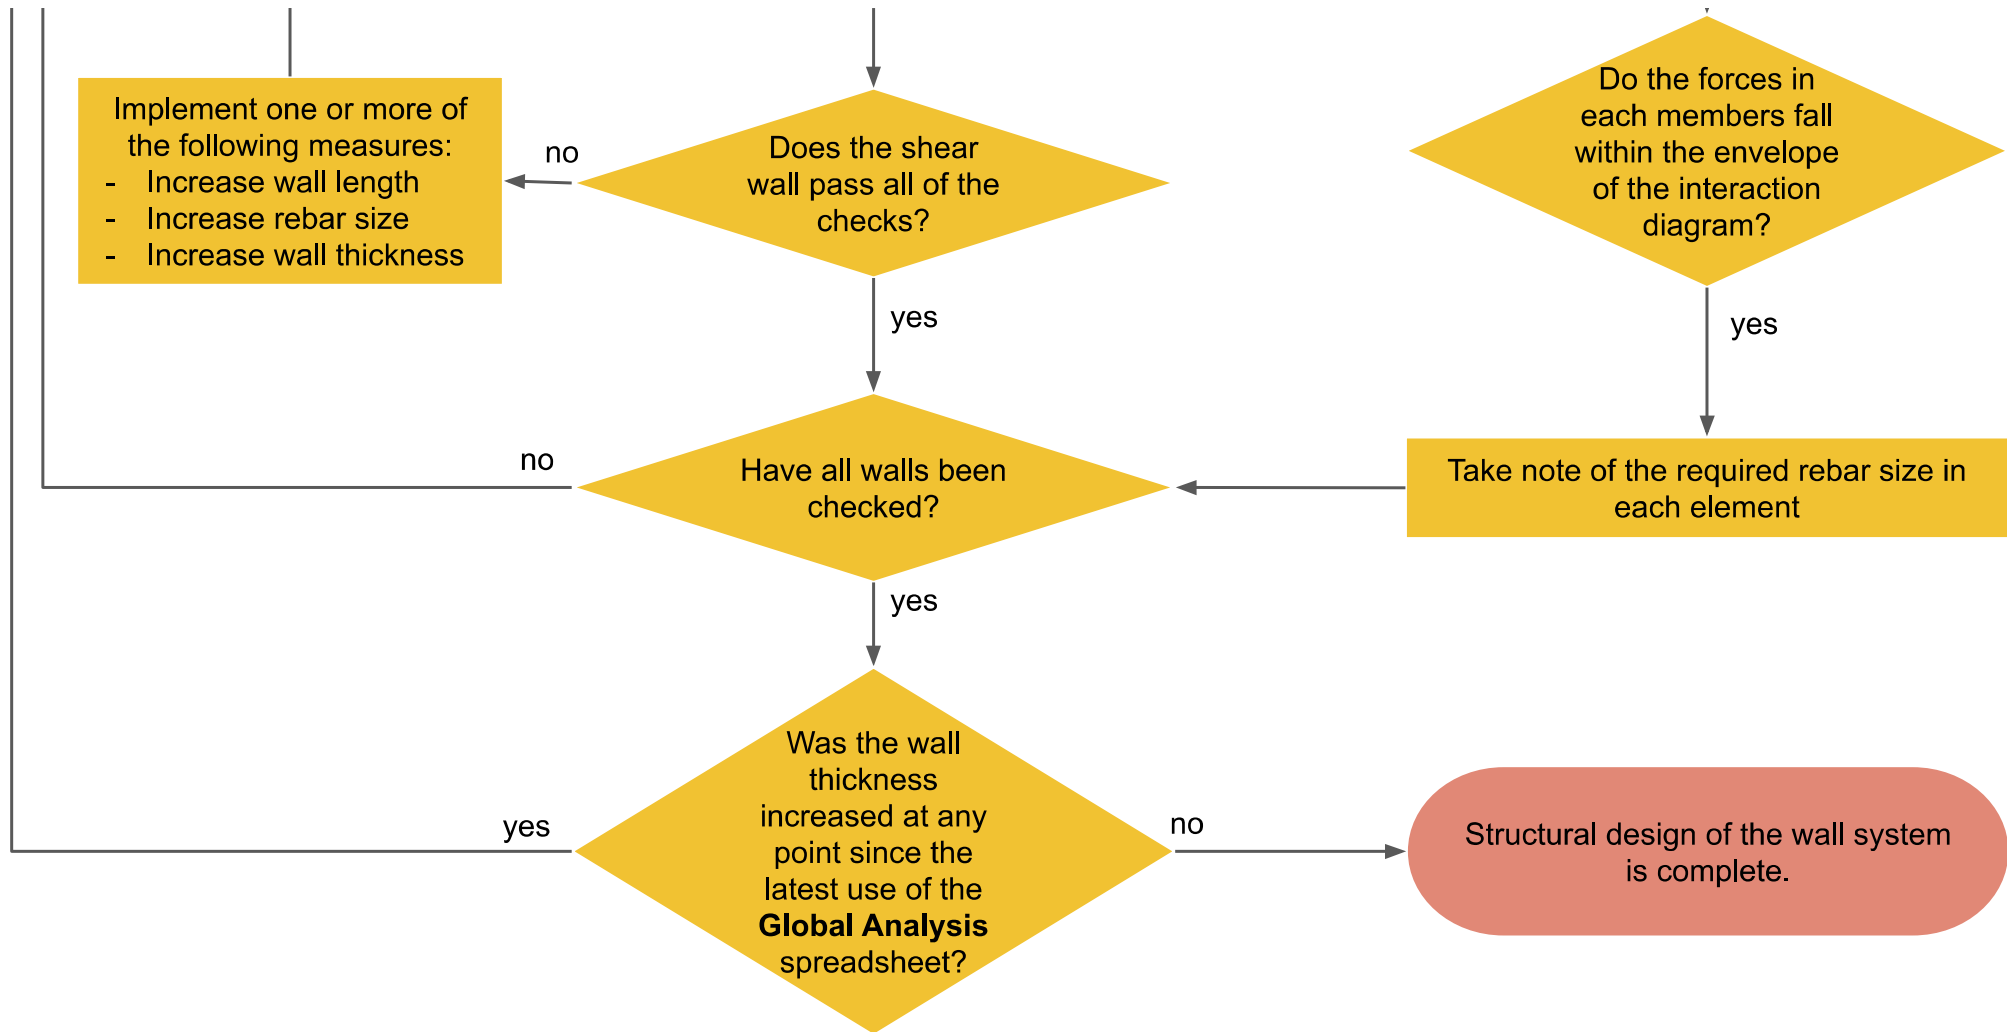 Implement one or more of
the following measures:
- Increase wall length
- Increase rebar size
- Increase wall thickness
no
Does the shear
wall pass all of the
checks?
Do the forces in
each members fall
within the envelope
of the interaction
diagram?
yes
yes
no
Have all walls been
checked?
Take note of the required rebar size in
each element
yes
yes
Was the wall
thickness
increased at any
point since the
latest use of the
Global Analysis
spreadsheet?
no
Structural design of the wall system
is complete.